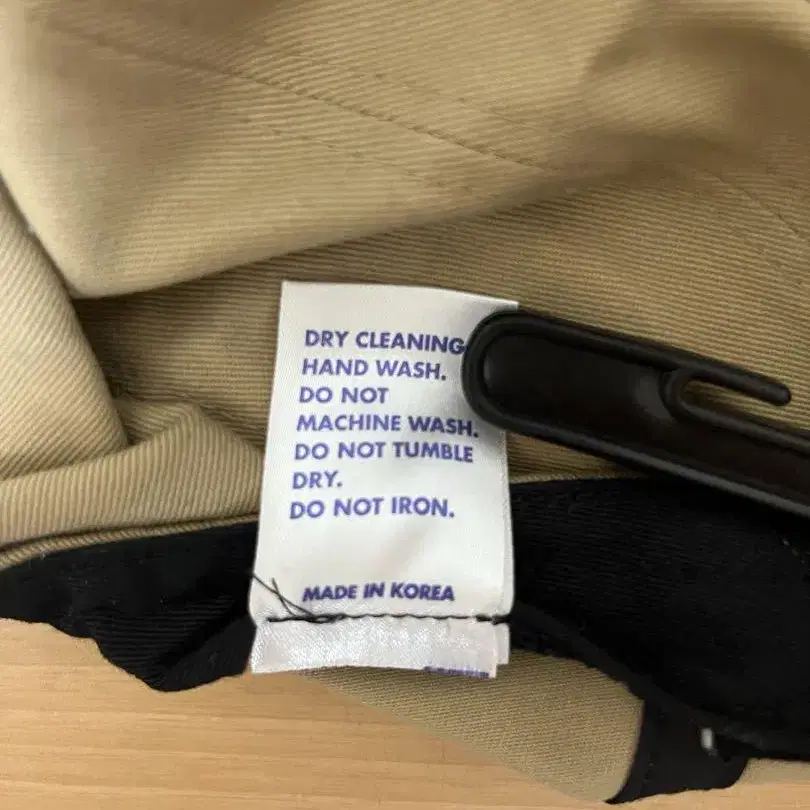 DRY CLEANING
HAND WASH.
DO NOT
MACHINE WASH.
DO NOT TUMBLE
DRY.
DO NOT IRON.
MADE IN KOREA